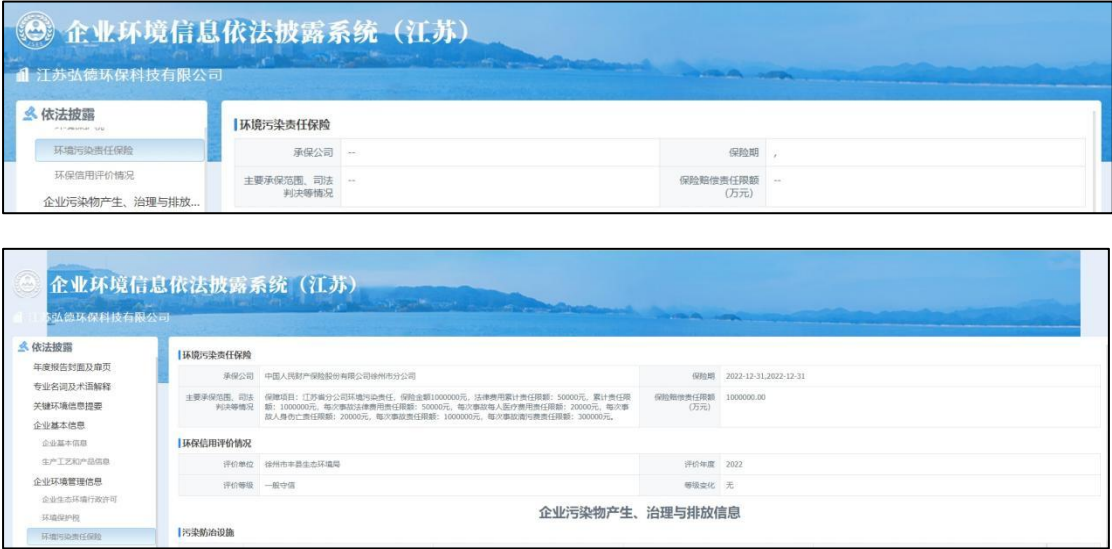 企业环境信息依法披露系统（江苏）
江苏弘德环保科技有限公司
依法披露
环境污染责任保险
环境污染责任保险
承保公司 -- 保险期 ,
环保信用评价情况
主要承保范围、司法判决等情况 -- 保险赔偿责任限额(万元) --
企业污染物产生、治理与排放...
企业环境信息依法披露系统（江苏）
江苏弘德环保科技有限公司
依法披露
年度报告封面及扉页
专业名词及术语解释
关键环境信息提要
企业基本信息
企业基本信息
生产工艺和产品信息
企业环境管理信息
企业生态环境行政许可
环境保护税
环境污染责任保险
环境污染责任保险
承保公司 中国人民财产保险股份有限公司徐州市分公司 保险期 2022-12-31,2022-12-31
主要承保范围、司法判决等情况 保障项目：江苏省分公司环境污染责任、保险金额1000000元，法律费用累计责任限额：50000元，累计责任限
额：1000000元，每次事故法律费用责任限额：50000元，每次事故每人医疗费用责任限额：20000元，每次事
故人身伤亡责任限额：20000元，每次事故责任限额：1000000元，每次事故清污费责任限额：300000元。
保险赔偿责任限额(万元) 1000000.00
环保信用评价情况
评价单位 徐州市丰县生态环境局 评价年度 2022
评价等级 一般守信 等级变化 无
企业污染物产生、治理与排放信息
污染防治设施